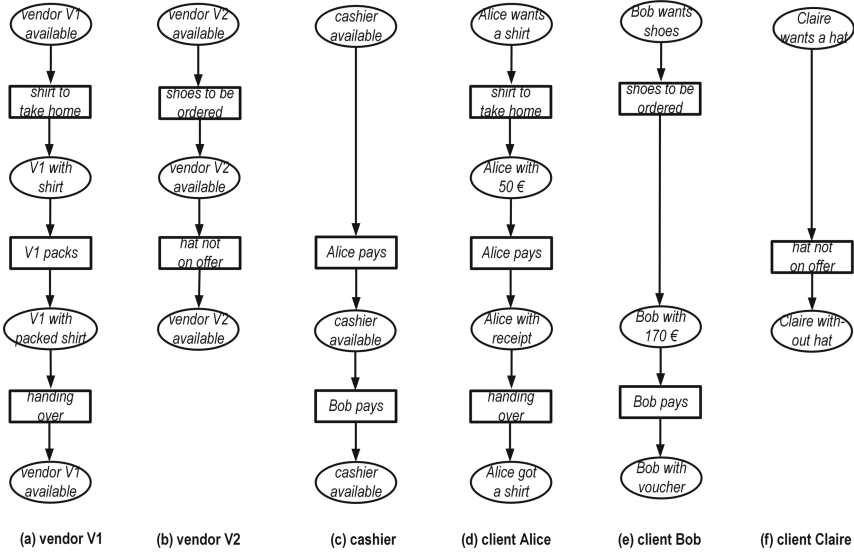 vendor V1
available
shirt to
take home
V1 with
shirt
V1 packs
V1 with
packed shirt
handing
over
vendor V1
available
(a) vendor V1
vendor V2
available
shoes to be
ordered
vendor V2
available
hat not
on offer
vendor V2
available
(b) vendor V2
cashier
available
Alice pays
cashier
available
Bob pays
cashier
available
(c) cashier
Alice wants
a shirt
shirt to
take home
Alice with
50 €
Alice pays
Alice with
receipt
handing
over
Alice got
a shirt
(d) client Alice
Bob wants
shoes
shoes to be
ordered
Bob with
170 €
Bob pays
Bob with
voucher
(e) client Bob
Claire
wants a hat
hat not
on offer
Claire with-
out hat
(f) client Claire